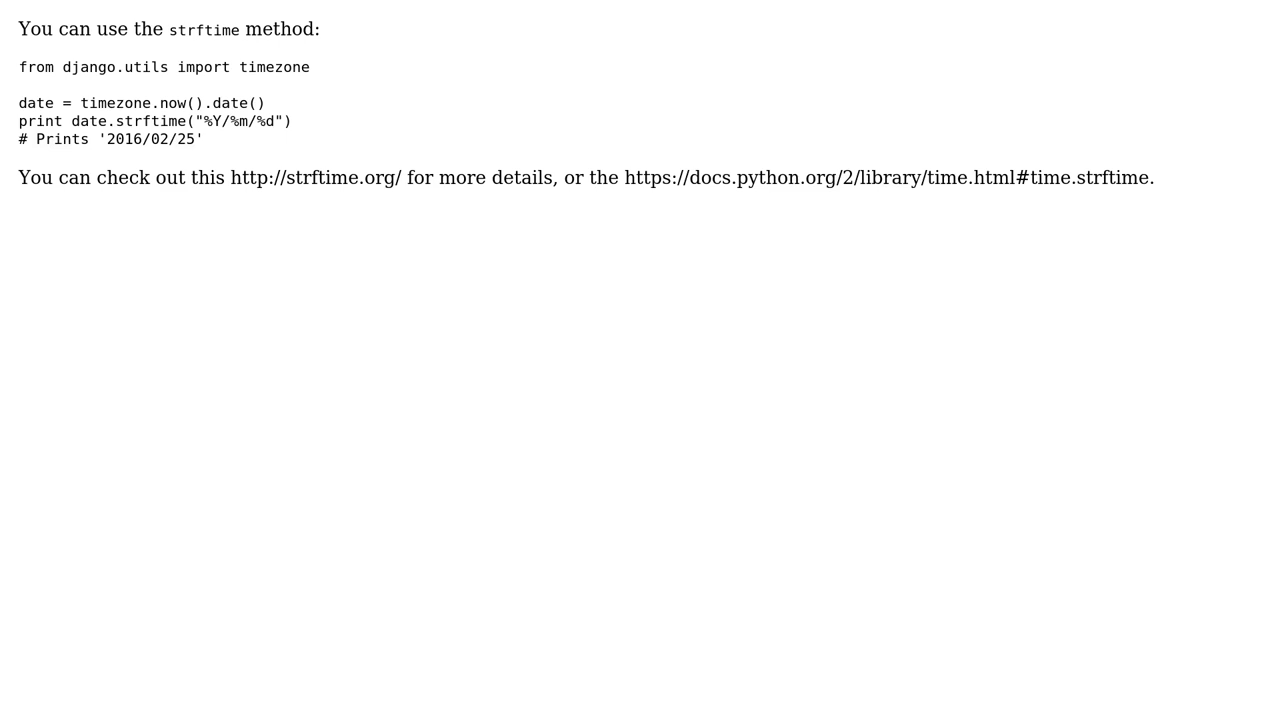 You can use the strftime method:
from django.utils import timezone
date = timezone.now().date()
print date.strftime("%Y/%m/%d")
# Prints '2016/02/25'
You can check out this http://strftime.org/ for more details, or the https://docs.python.org/2/library/time.html#time.strftime.